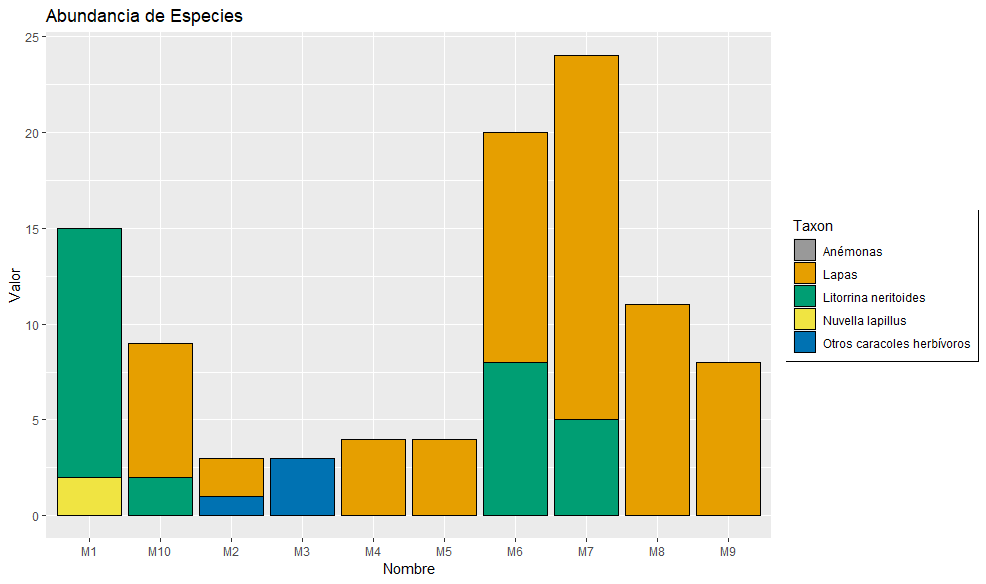 Abundancia de Especies
Valor
25
20
15
10
5
0
M1 M10 M2 M3 M4 M5 M6 M7 M8 M9
Nombre
Taxon
Anémonas
Lapas
Litorrina neritoides
Nuvella lapillus
Otros caracoles herbívoros